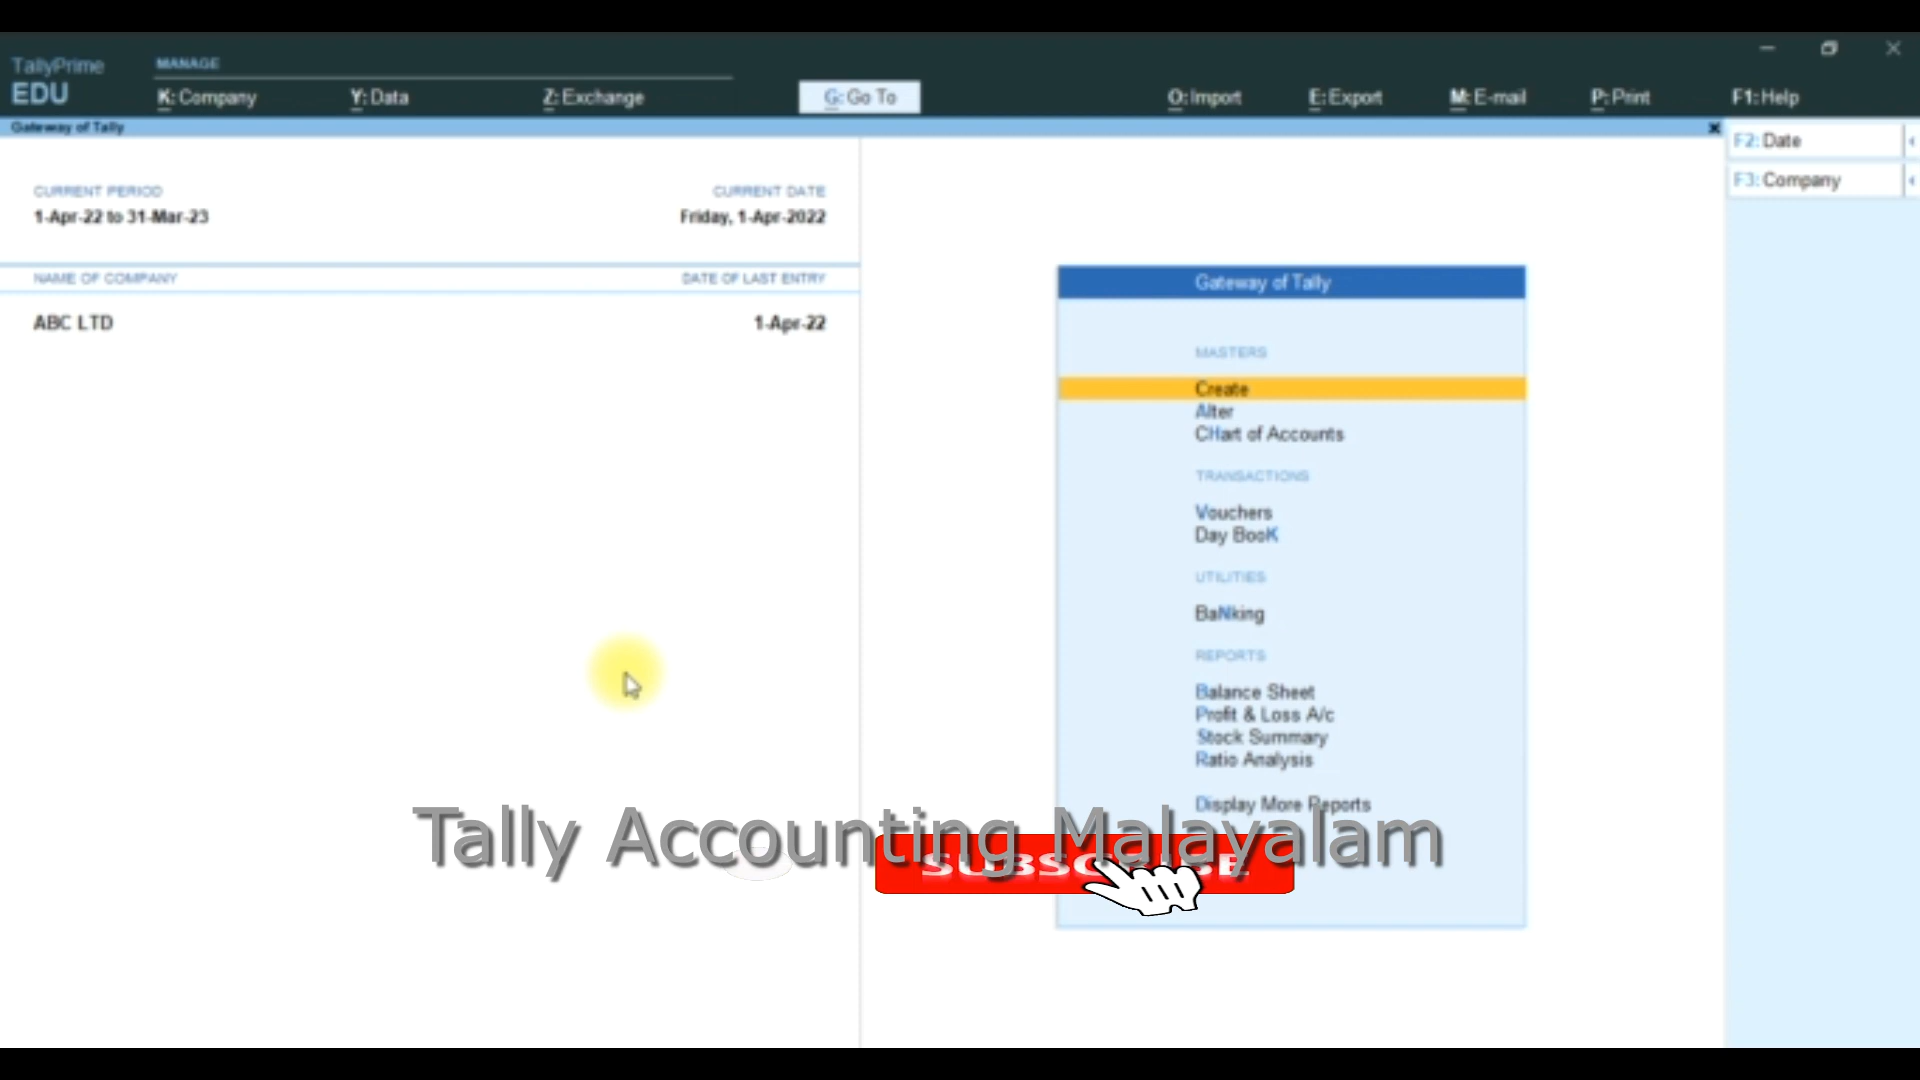 TallyPrime
EDU
MANAGE
K: Company
Y: Data
Z: Exchange
G: Go To
O: Import
E: Export
M: E-mail
P: Print
F1: Help
Gateway of Tally
F2: Date
F3: Company
CURRENT PERIOD
CURRENT DATE
1-Apr-22 to 31-Mar-23
Friday, 1-Apr-2022
NAME OF COMPANY
DATE OF LAST ENTRY
ABC LTD
1-Apr-22
Gateway of Tally
MASTERS
Create
Alter
CHart of Accounts
TRANSACTIONS
Vouchers
Day BooK
UTILITIES
BaNking
REPORTS
Balance Sheet
Profit & Loss A/c
Stock Summary
Ratio Analysis
Display More Reports
Tally Accounting Malayalam
SUBSCRIBE